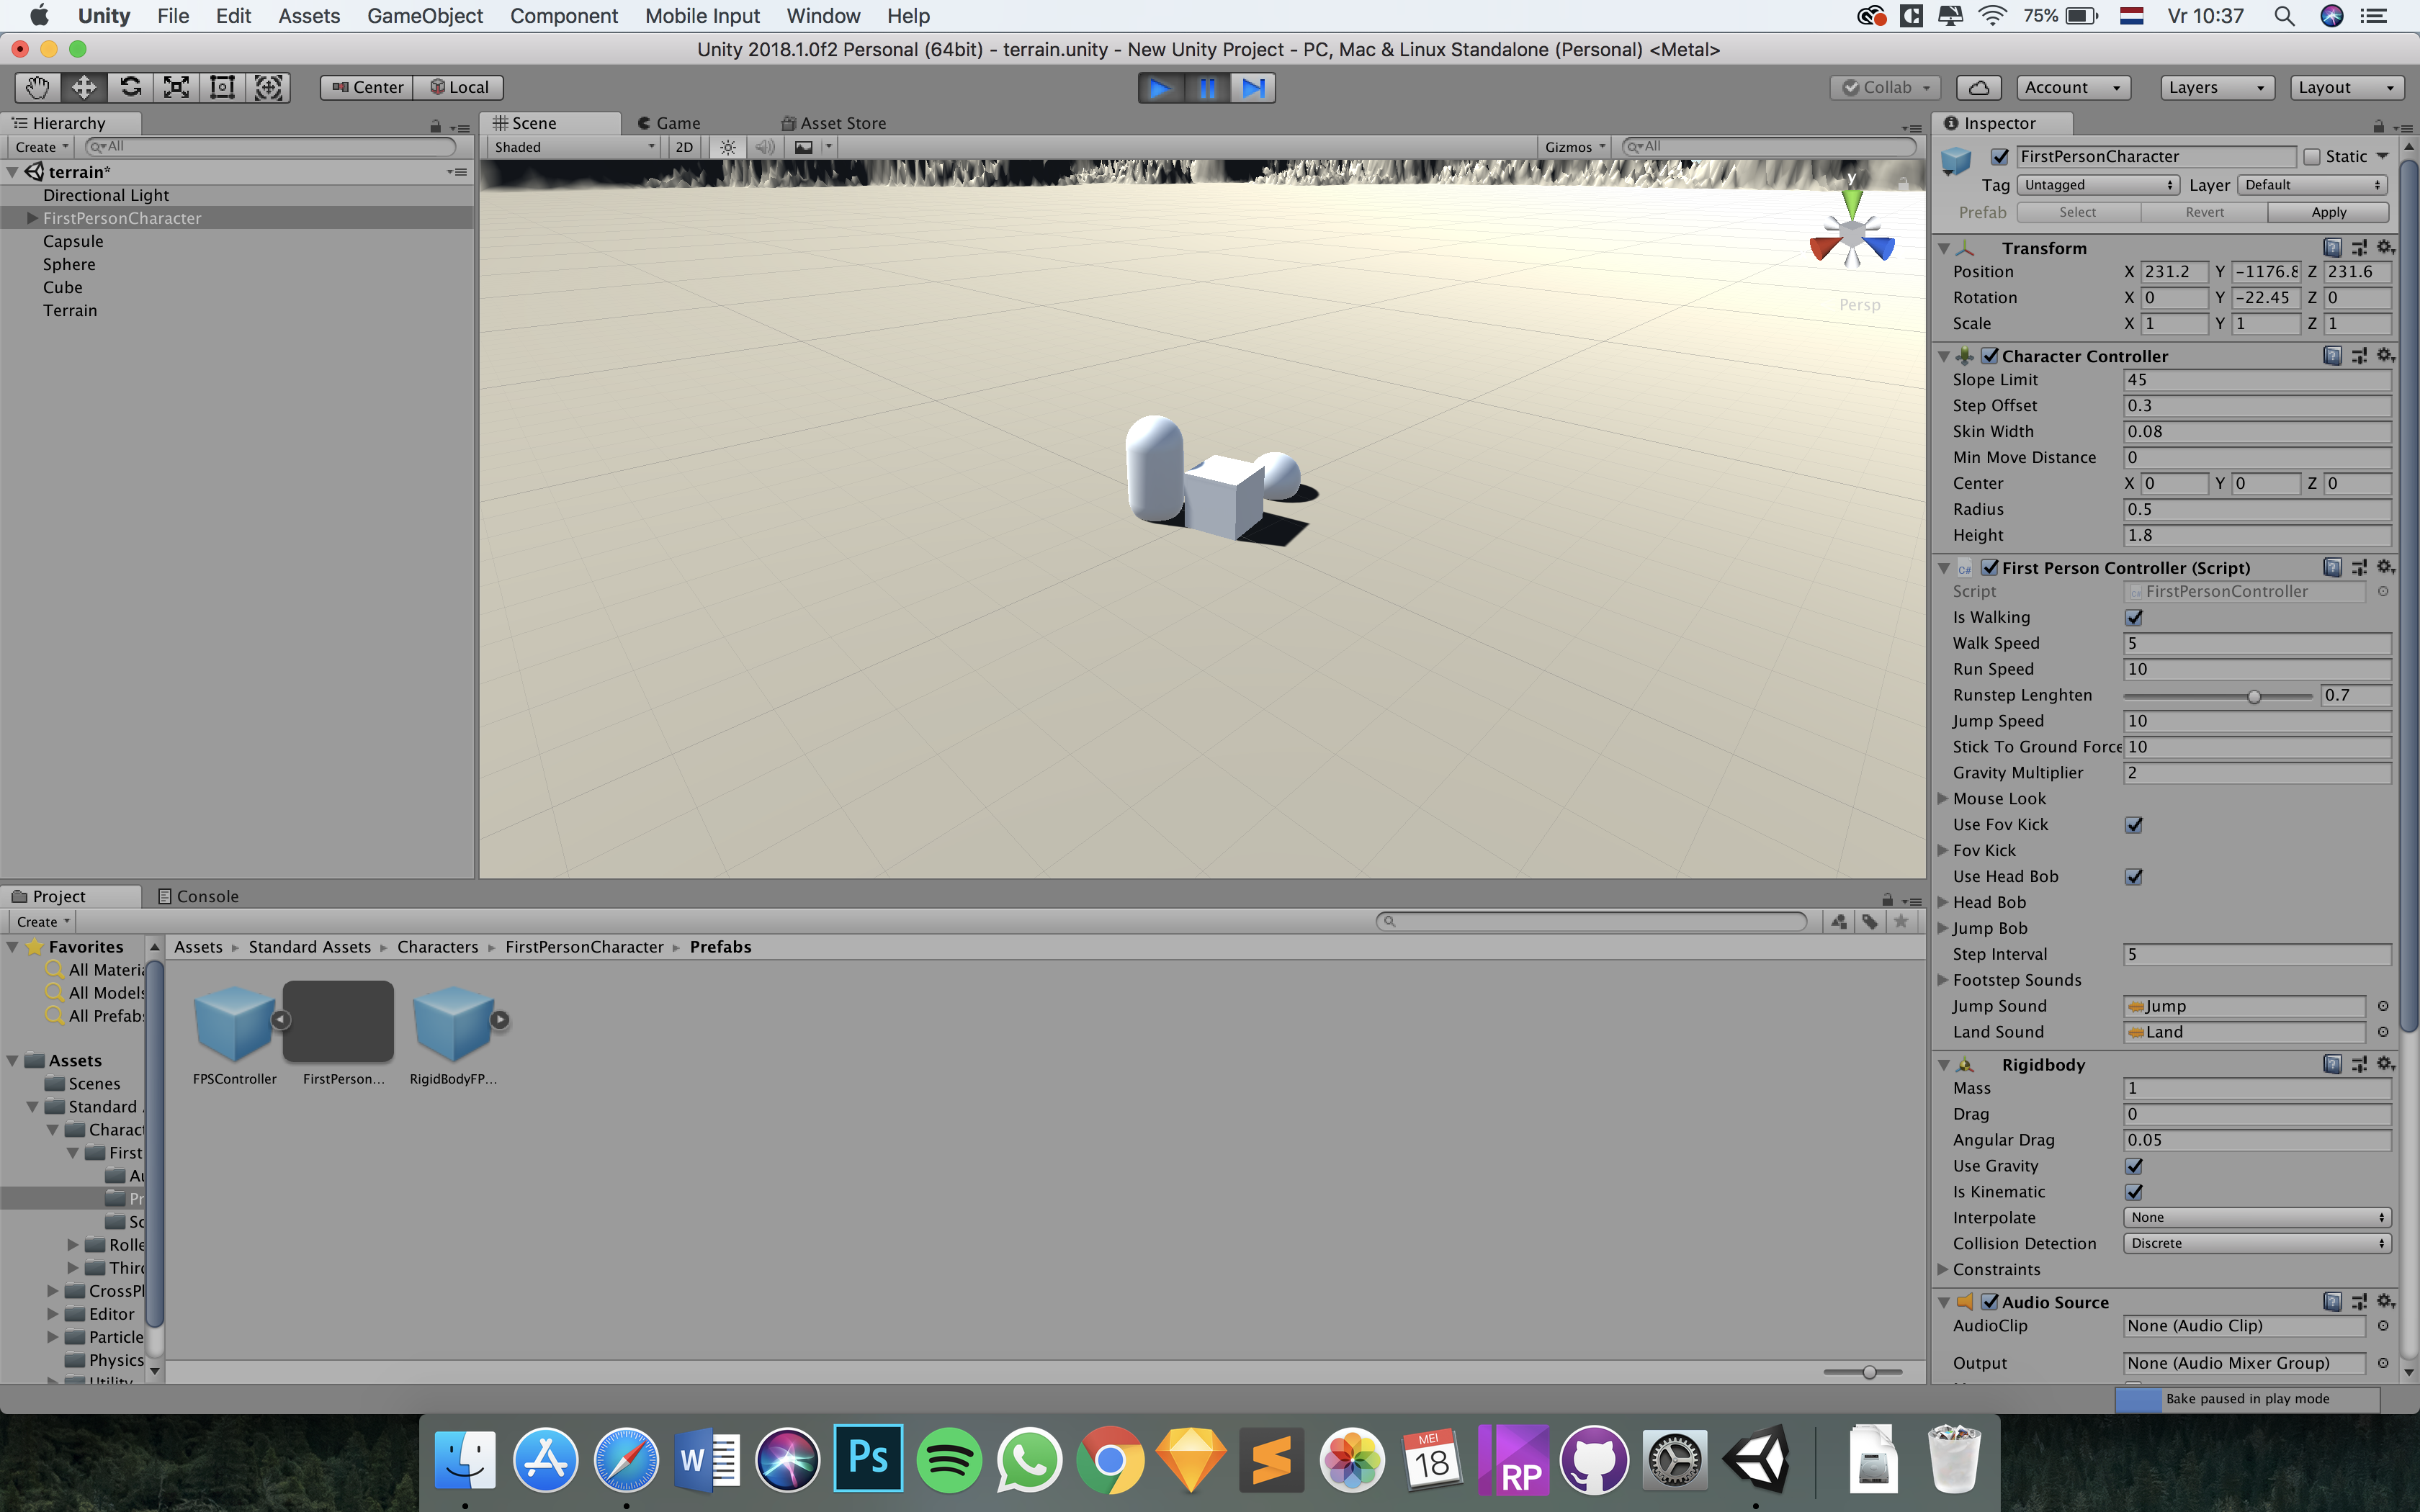 Unity File Edit Assets GameObject Component Mobile Input Window Help 75% Vr 10:37
Unity 2018.1.0f2 Personal (64bit) - terrain.unity - New Unity Project - PC, Mac & Linux Standalone (Personal) <Metal>
Center Local Collab Account Layers Layout
Hierarchy
Create All
terrain*
Directional Light
FirstPersonCharacter
Capsule
Sphere
Cube
Terrain
Scene Game Asset Store
Shaded 2D Gizmos All
y
Persp
Inspector
FirstPersonCharacter Static
Tag Untagged Layer Default
Prefab Select Revert Apply
Transform
Position X 231.2 Y -1176.8 Z 231.6
Rotation X 0 Y -22.45 Z 0
Scale X 1 Y 1 Z 1
Character Controller
Slope Limit 45
Step Offset 0.3
Skin Width 0.08
Min Move Distance 0
Center X 0 Y 0 Z 0
Radius 0.5
Height 1.8
C# First Person Controller (Script)
Script FirstPersonController
Is Walking
Walk Speed 5
Run Speed 10
Runstep Lenghten 0.7
Jump Speed 10
Stick To Ground Force 10
Gravity Multiplier 2
Mouse Look
Use Fov Kick
Fov Kick
Use Head Bob
Head Bob
Jump Bob
Step Interval 5
Footstep Sounds
Jump Sound Jump
Land Sound Land
Rigidbody
Mass 1
Drag 0
Angular Drag 0.05
Use Gravity
Is Kinematic
Interpolate None
Collision Detection Discrete
Constraints
Audio Source
AudioClip None (Audio Clip)
Output None (Audio Mixer Group)
Project Console
Create
Favorites
All Materia
All Models
All Prefabs
Assets
Scenes
Standard A
Charact
First
Au
Pr
Sc
Rolle
Third
CrossPl
Editor
Particle
Physics
Utility
Assets Standard Assets Characters FirstPersonCharacter Prefabs
FPSController FirstPerson... RigidBodyFP...
Bake paused in play mode
W Ps MEI 18 RP